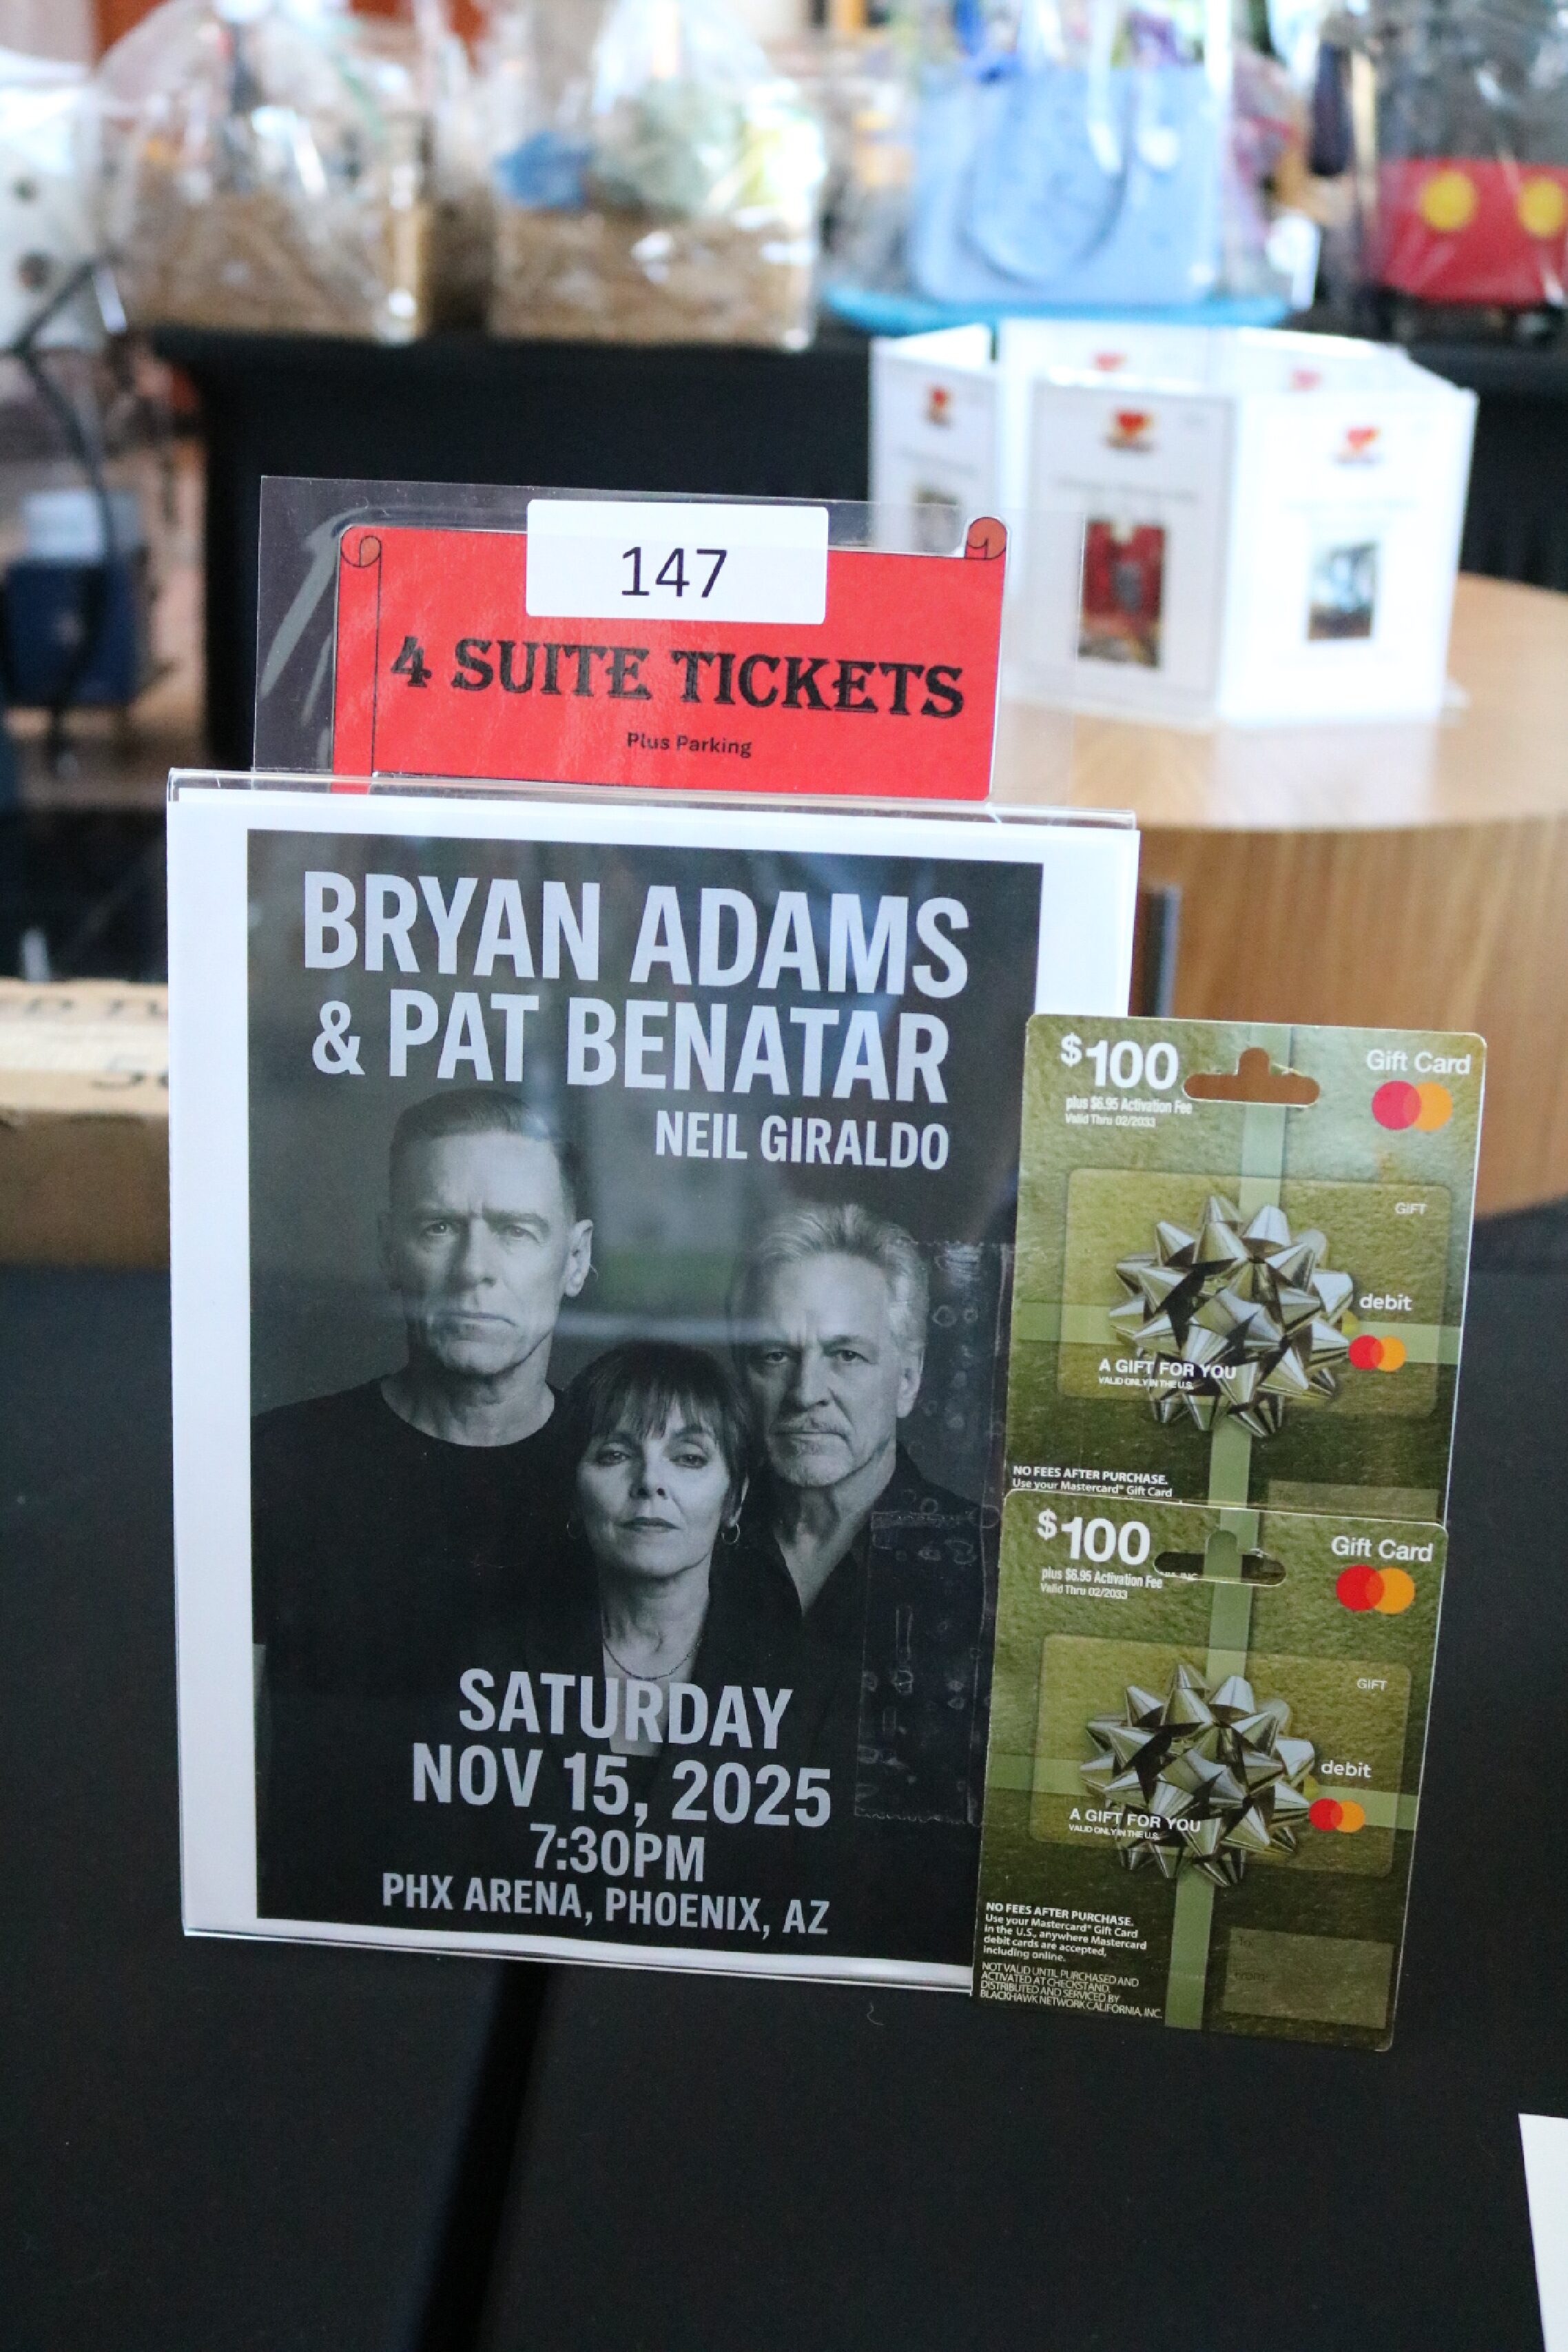 147
4 SUITE TICKETS
Plus Parking
BRYAN ADAMS
& PAT BENATAR
NEIL GIRALDO
SATURDAY
NOV 15, 2025
7:30PM
PHX ARENA, PHOENIX, AZ
$100
plus $6.95 Activation Fee
Valid Thru 02/2033
Gift Card
GIFT
debit
A GIFT FOR YOU
VALID ONLY IN THE U.S.
NO FEES AFTER PURCHASE.
Use your Mastercard® Gift Card
$100
plus $6.95 Activation Fee
Valid Thru 02/2033
Gift Card
GIFT
debit
A GIFT FOR YOU
VALID ONLY IN THE U.S.
NO FEES AFTER PURCHASE.
Use your Mastercard® Gift Card
in the U.S., anywhere Mastercard
debit cards are accepted,
including online.
NOT VALID UNTIL PURCHASED AND
ACTIVATED AT CHECKSTAND.
DISTRIBUTED AND SERVICED BY
BLACKHAWK NETWORK CALIFORNIA, INC.